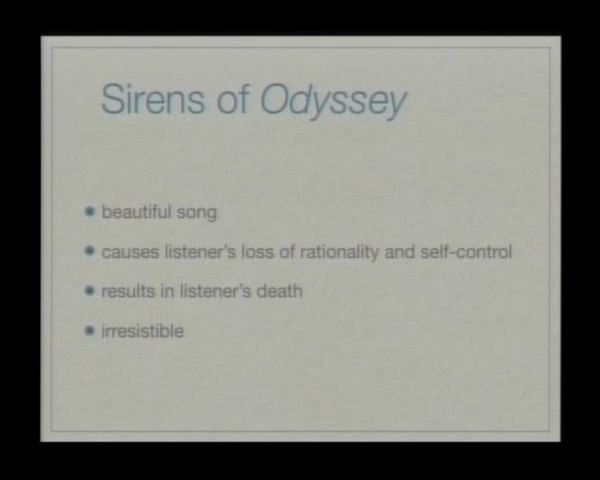 Sirens of Odyssey
beautiful song
causes listener's loss of rationality and self-control
results in listener's death
irresistible